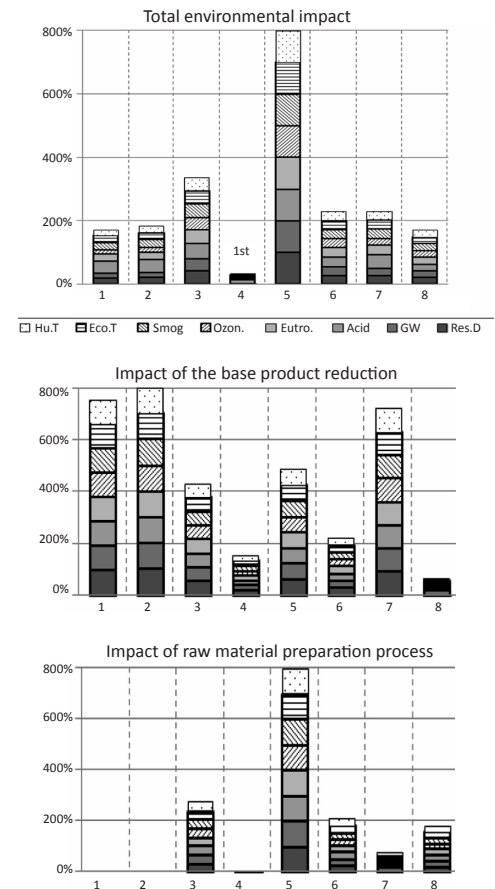 Total environmental impact
800%
600%
400%
200%
1st
0%
1 2 3 4 5 6 7 8
Hu.T Eco.T Smog Ozon. Eutro. Acid GW Res.D
Impact of the base product reduction
800%
600%
400%
200%
0%
1 2 3 4 5 6 7 8
Impact of raw material preparation process
800%
600%
400%
200%
0%
1 2 3 4 5 6 7 8